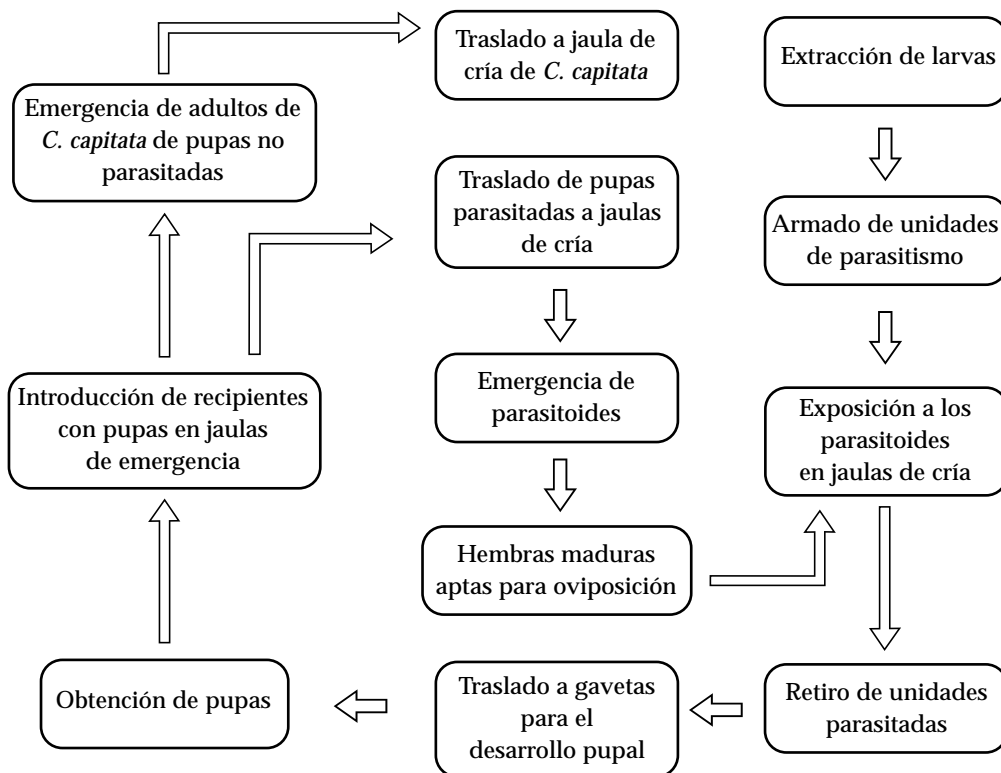 Traslado a jaula de
cría de C. capitata
Extracción de larvas
Emergencia de adultos de
C. capitata de pupas no
parasitadas
Traslado de pupas
parasitadas a jaulas
de cría
Armado de unidades
de parasitismo
Introducción de recipientes
con pupas en jaulas
de emergencia
Emergencia de
parasitoides
Exposición a los
parasitoides
en jaulas de cría
Hembras maduras
aptas para oviposición
Obtención de pupas
Traslado a gavetas
para el
desarrollo pupal
Retiro de unidades
parasitadas